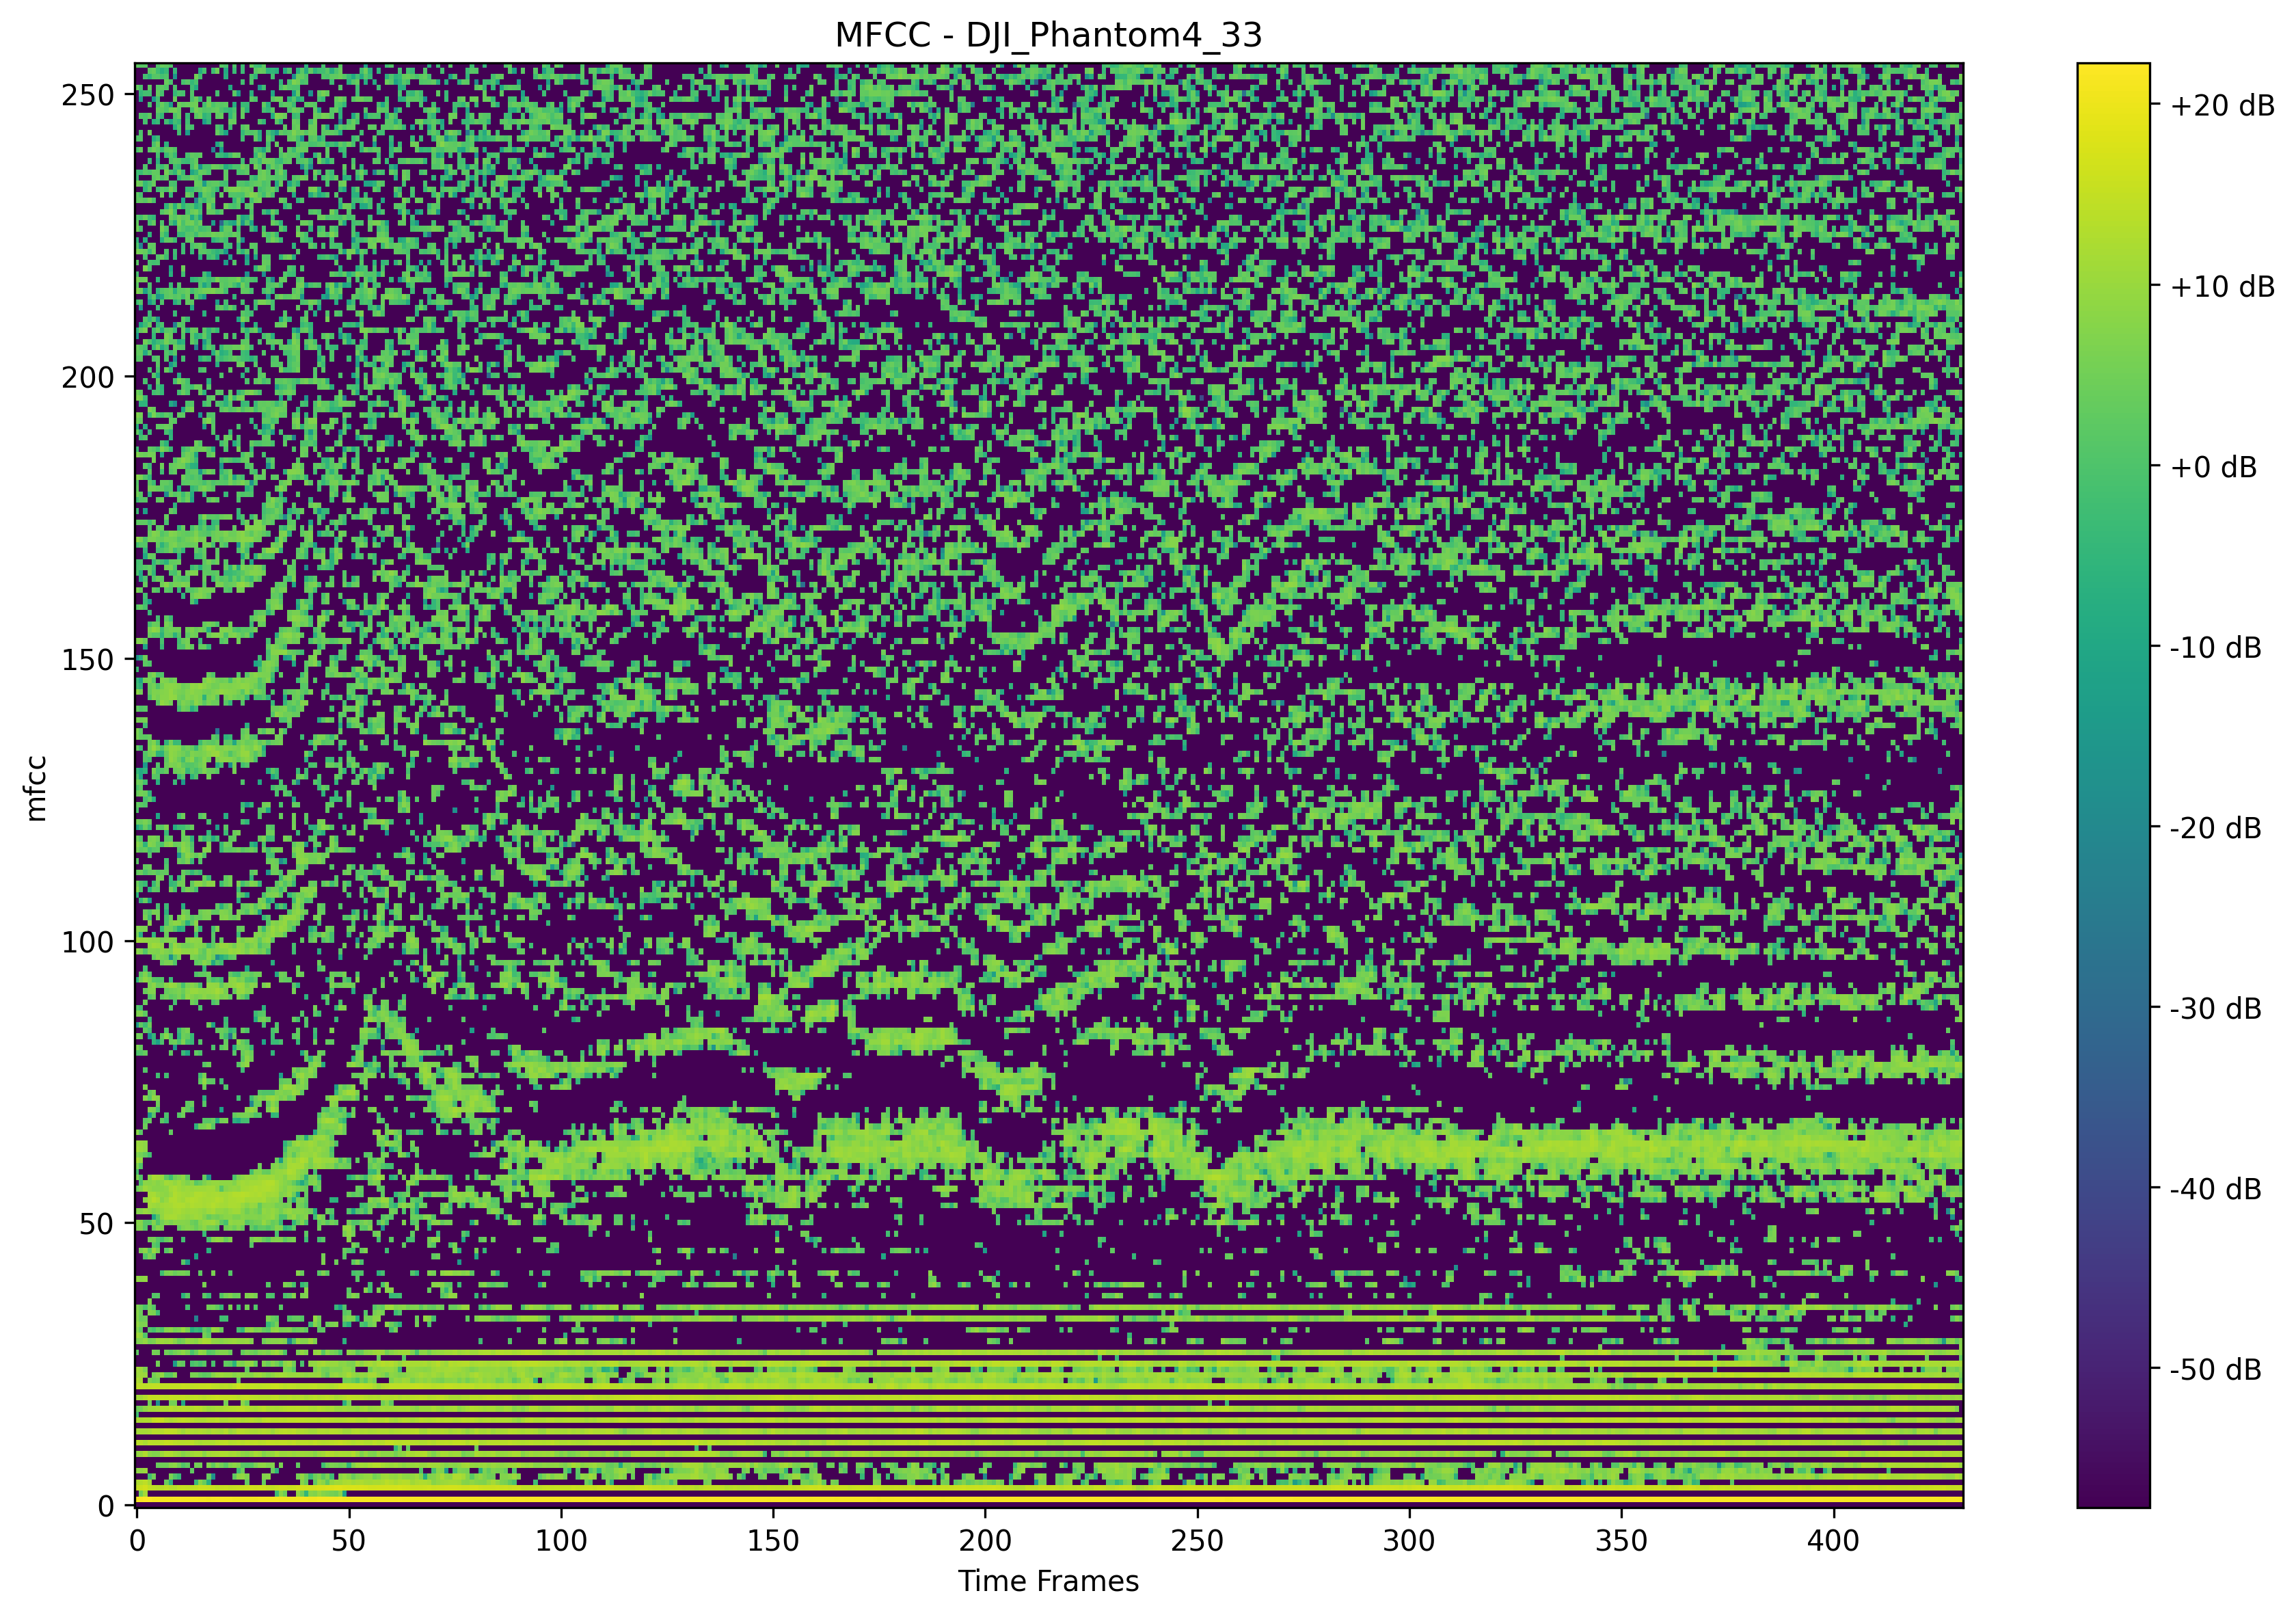 MFCC - DJI_Phantom4_33
250
200
150
100
50
0
mfcc
0 50 100 150 200 250 300 350 400
Time Frames
+20 dB
+10 dB
+0 dB
-10 dB
-20 dB
-30 dB
-40 dB
-50 dB